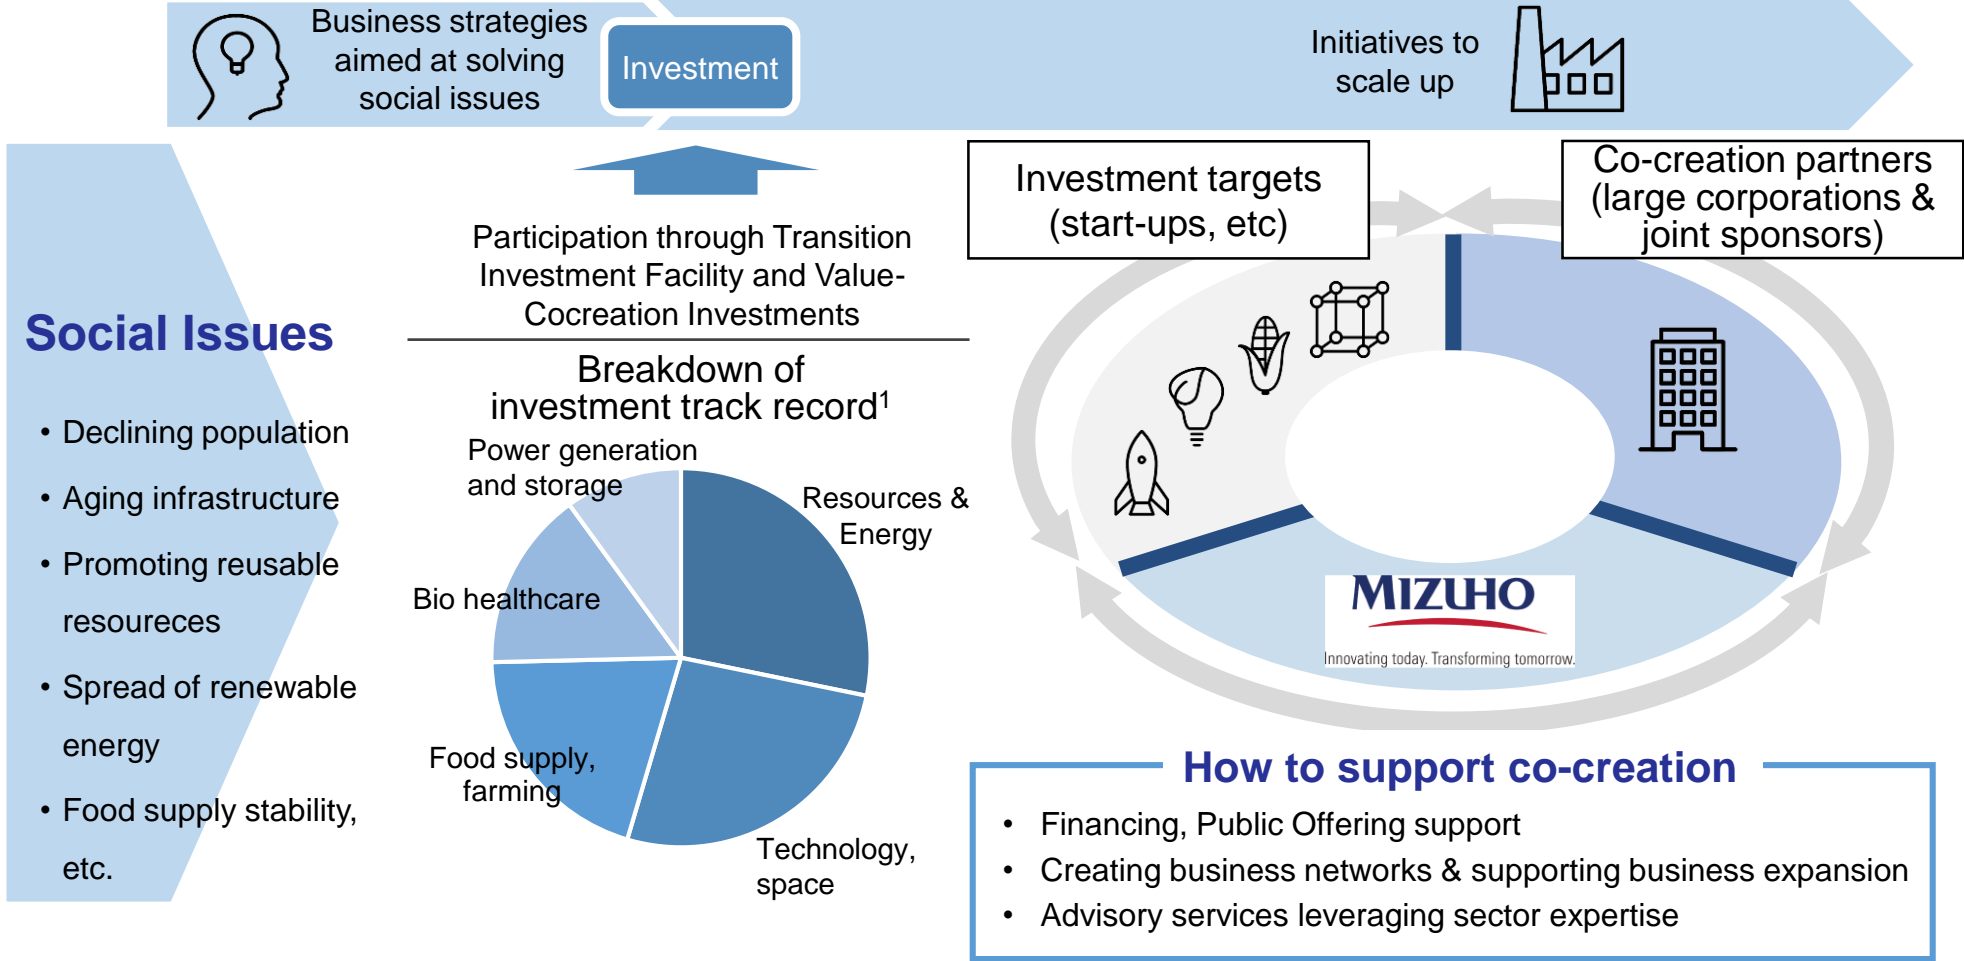 Business strategies
aimed at solving
social issues
Investment
Initiatives to
scale up
Social Issues
• Declining population
• Aging infrastructure
• Promoting reusable
resoureces
• Spread of renewable
energy
• Food supply stability,
etc.
Participation through Transition
Investment Facility and Value-
Cocreation Investments
Breakdown of
investment track record1
Power generation
and storage
Resources &
Energy
Bio healthcare
Food supply,
farming
Technology,
space
Investment targets
(start-ups, etc)
Co-creation partners
(large corporations &
joint sponsors)
MIZUHO
Innovating today. Transforming tomorrow.
How to support co-creation
• Financing, Public Offering support
• Creating business networks & supporting business expansion
• Advisory services leveraging sector expertise